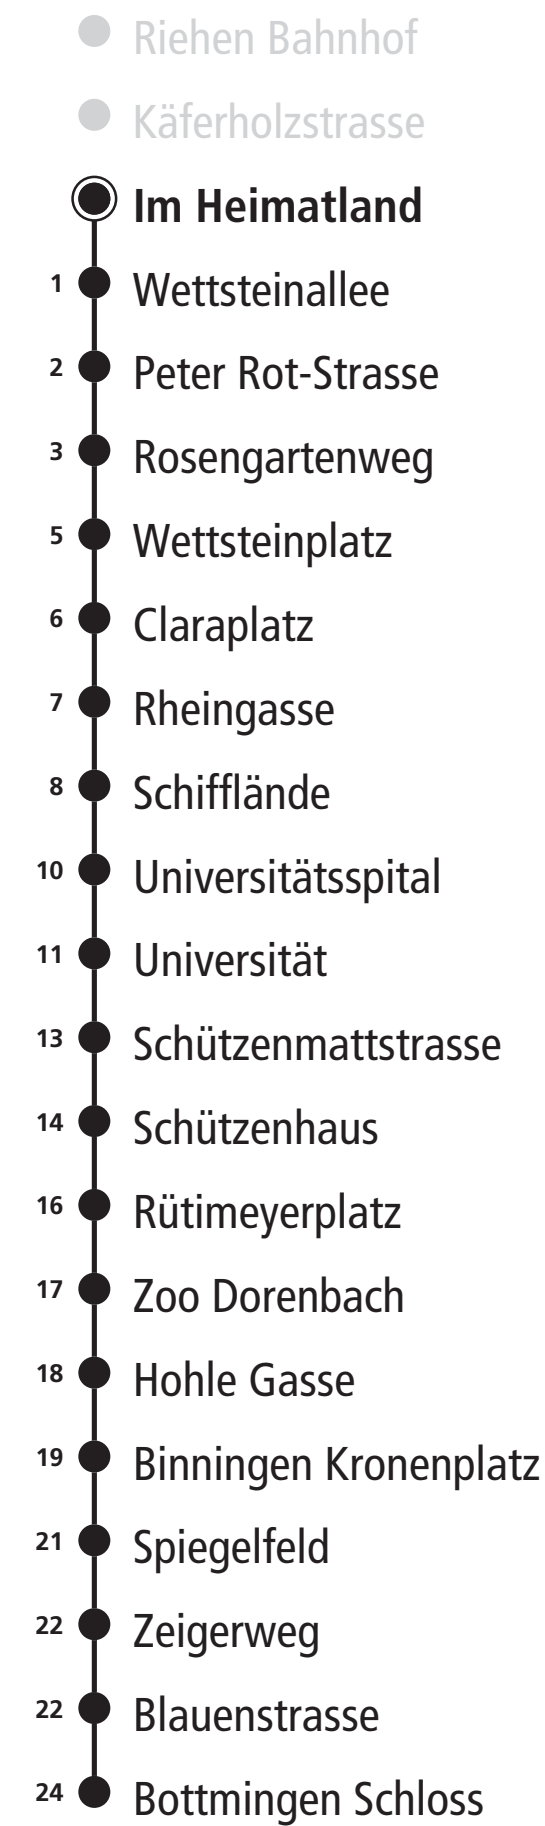 Riehen Bahnhof
Käferholzstrasse
Im Heimatland
1 Wettsteinallee
2 Peter Rot-Strasse
3 Rosengartenweg
5 Wettsteinplatz
6 Claraplatz
7 Rheingasse
8 Schifflände
10 Universitätsspital
11 Universität
13 Schützenmattstrasse
14 Schützenhaus
16 Rütimeyerplatz
17 Zoo Dorenbach
18 Hohle Gasse
19 Binningen Kronenplatz
21 Spiegelfeld
22 Zeigerweg
22 Blauenstrasse
24 Bottmingen Schloss